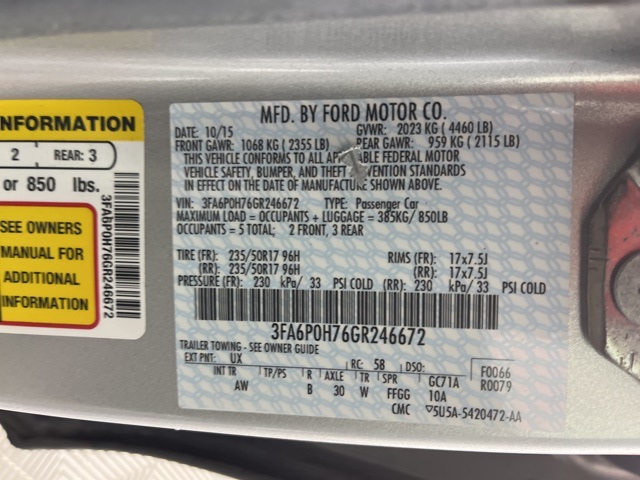 INFORMATION
2 REAR: 3
or 850 lbs.
SEE OWNERS
MANUAL FOR
ADDITIONAL
INFORMATION
3FA6P0H76GR246672
MFD. BY FORD MOTOR CO.
DATE: 10/15 GVWR: 2023 KG ( 4460 LB)
FRONT GAWR: 1068 KG ( 2355 LB) REAR GAWR: 959 KG ( 2115 LB)
THIS VEHICLE CONFORMS TO ALL APPLICABLE FEDERAL MOTOR
VEHICLE SAFETY, BUMPER, AND THEFT PREVENTION STANDARDS
IN EFFECT ON THE DATE OF MANUFACTURE SHOWN ABOVE.
VIN: 3FA6P0H76GR246672 TYPE: Passenger Car
MAXIMUM LOAD = OCCUPANTS + LUGGAGE = 385KG/ 850LB
OCCUPANTS = 5 TOTAL; 2 FRONT, 3 REAR
TIRE (FR): 235/50R17 96H RIMS (FR): 17x7.5J
(RR): 235/50R17 96H (RR): 17x7.5J
PRESSURE (FR): 230 kPa/ 33 PSI COLD (RR): 230 kPa/ 33 PSI COLD
3FA6P0H76GR246672
TRAILER TOWING - SEE OWNER GUIDE
EXT PNT: UX RC: 58 DSO: F0066
INT TR TP/PS R AXLE TR SPR GC71A R0079
AW B 30 W FFGG 10A
CMC 5U5A-5420472-AA